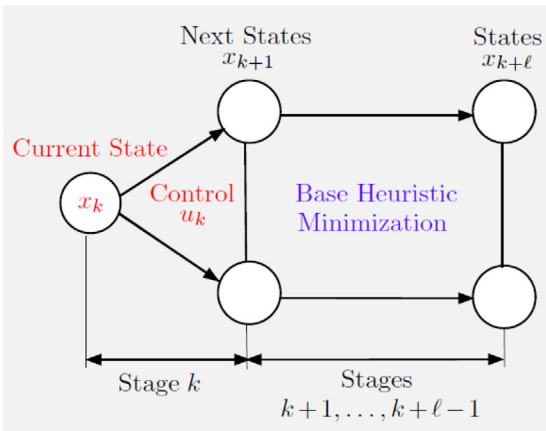 Next States
x_{k+1}
States
x_{k+ℓ}
Current State
x_k
Control
u_k
Base Heuristic
Minimization
Stage k
Stages
k+1, . . . , k+ℓ−1